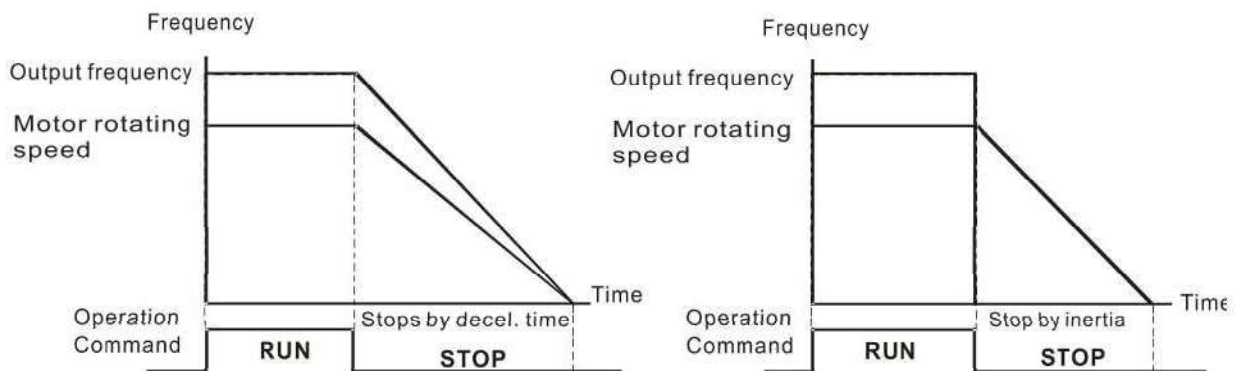 Frequency
Output frequency
Motor rotating
speed
Time
Operation
Command
Stops by decel. time
RUN
STOP
Frequency
Output frequency
Motor rotating
speed
Time
Operation
Command
Stop by inertia
RUN
STOP